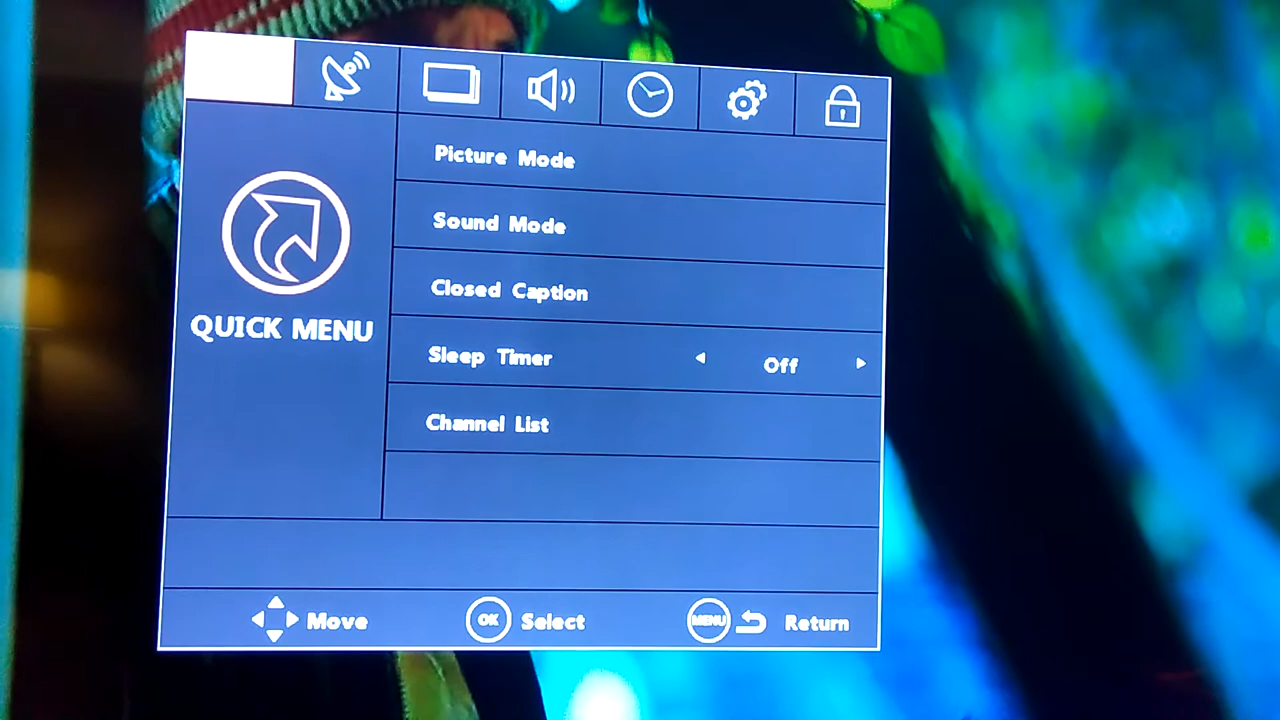 QUICK MENU
Picture Mode
Sound Mode
Closed Caption
Sleep Timer Off
Channel List
Move OK Select MENU Return